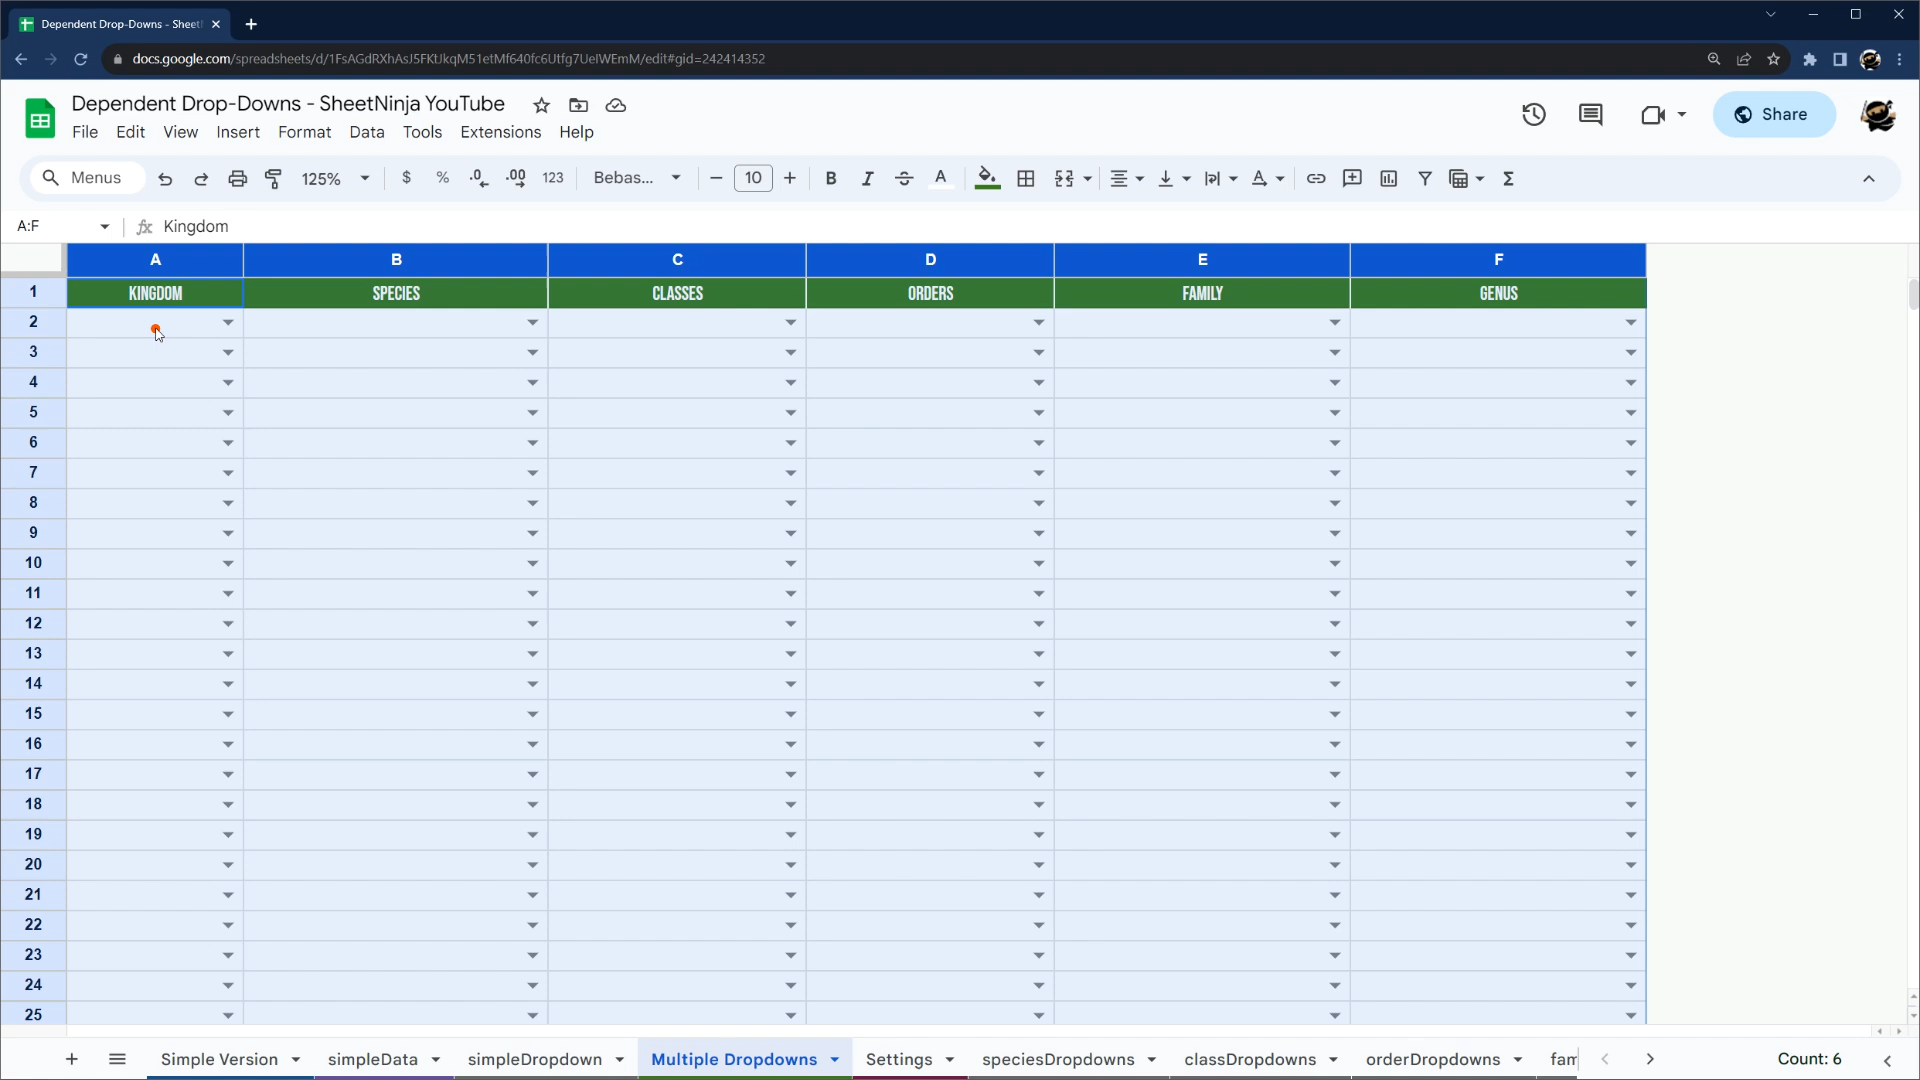 Dependent Drop-Downs - Sheet
docs.google.com/spreadsheets/d/1FsAGdRXhAsJ5FKUkqM51etMf640fc6Utfg7UeIWEmM/edit#gid=242414352
Dependent Drop-Downs - SheetNinja YouTube
File Edit View Insert Format Data Tools Extensions Help
Share
Menus 125% $ % .0 .00 123 Bebas... 10 B I S A Σ
A:F fx Kingdom
A B C D E F
1 KINGDOM SPECIES CLASSES ORDERS FAMILY GENUS
2
3
4
5
6
7
8
9
10
11
12
13
14
15
16
17
18
19
20
21
22
23
24
25
Simple Version simpleData simpleDropdown Multiple Dropdowns Settings speciesDropdowns classDropdowns orderDropdowns fam Count: 6